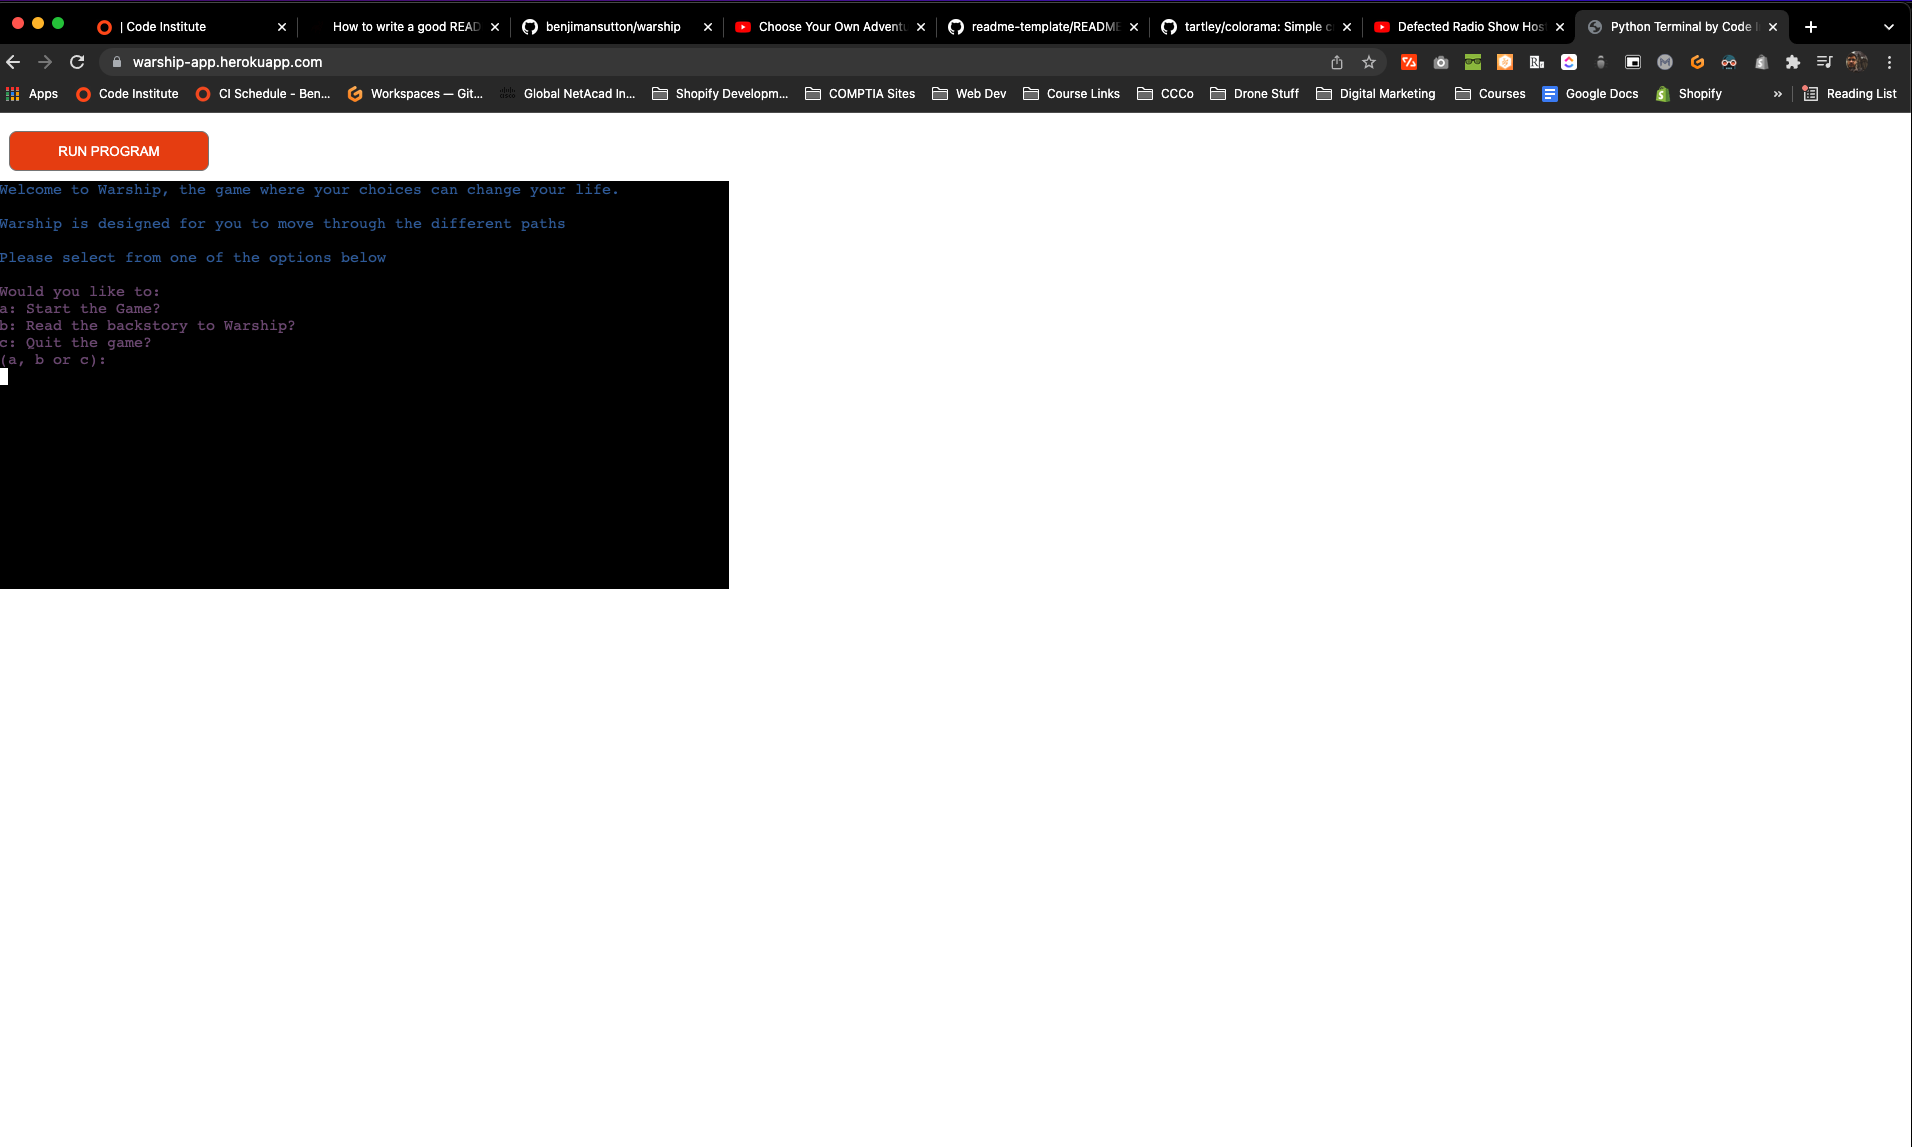 | Code Institute
How to write a good READ
benjimansutton/warship
Choose Your Own Adventu
readme-template/README
tartley/colorama: Simple c
Defected Radio Show Hos
Python Terminal by Code I
warship-app.herokuapp.com
Apps
Code Institute
CI Schedule - Ben...
Workspaces — Git...
Global NetAcad In...
Shopify Developm...
COMPTIA Sites
Web Dev
Course Links
CCCo
Drone Stuff
Digital Marketing
Courses
Google Docs
Shopify
»
Reading List
RUN PROGRAM
Welcome to Warship, the game where your choices can change your life.
Warship is designed for you to move through the different paths
Please select from one of the options below
Would you like to:
a: Start the Game?
b: Read the backstory to Warship?
c: Quit the game?
(a, b or c):